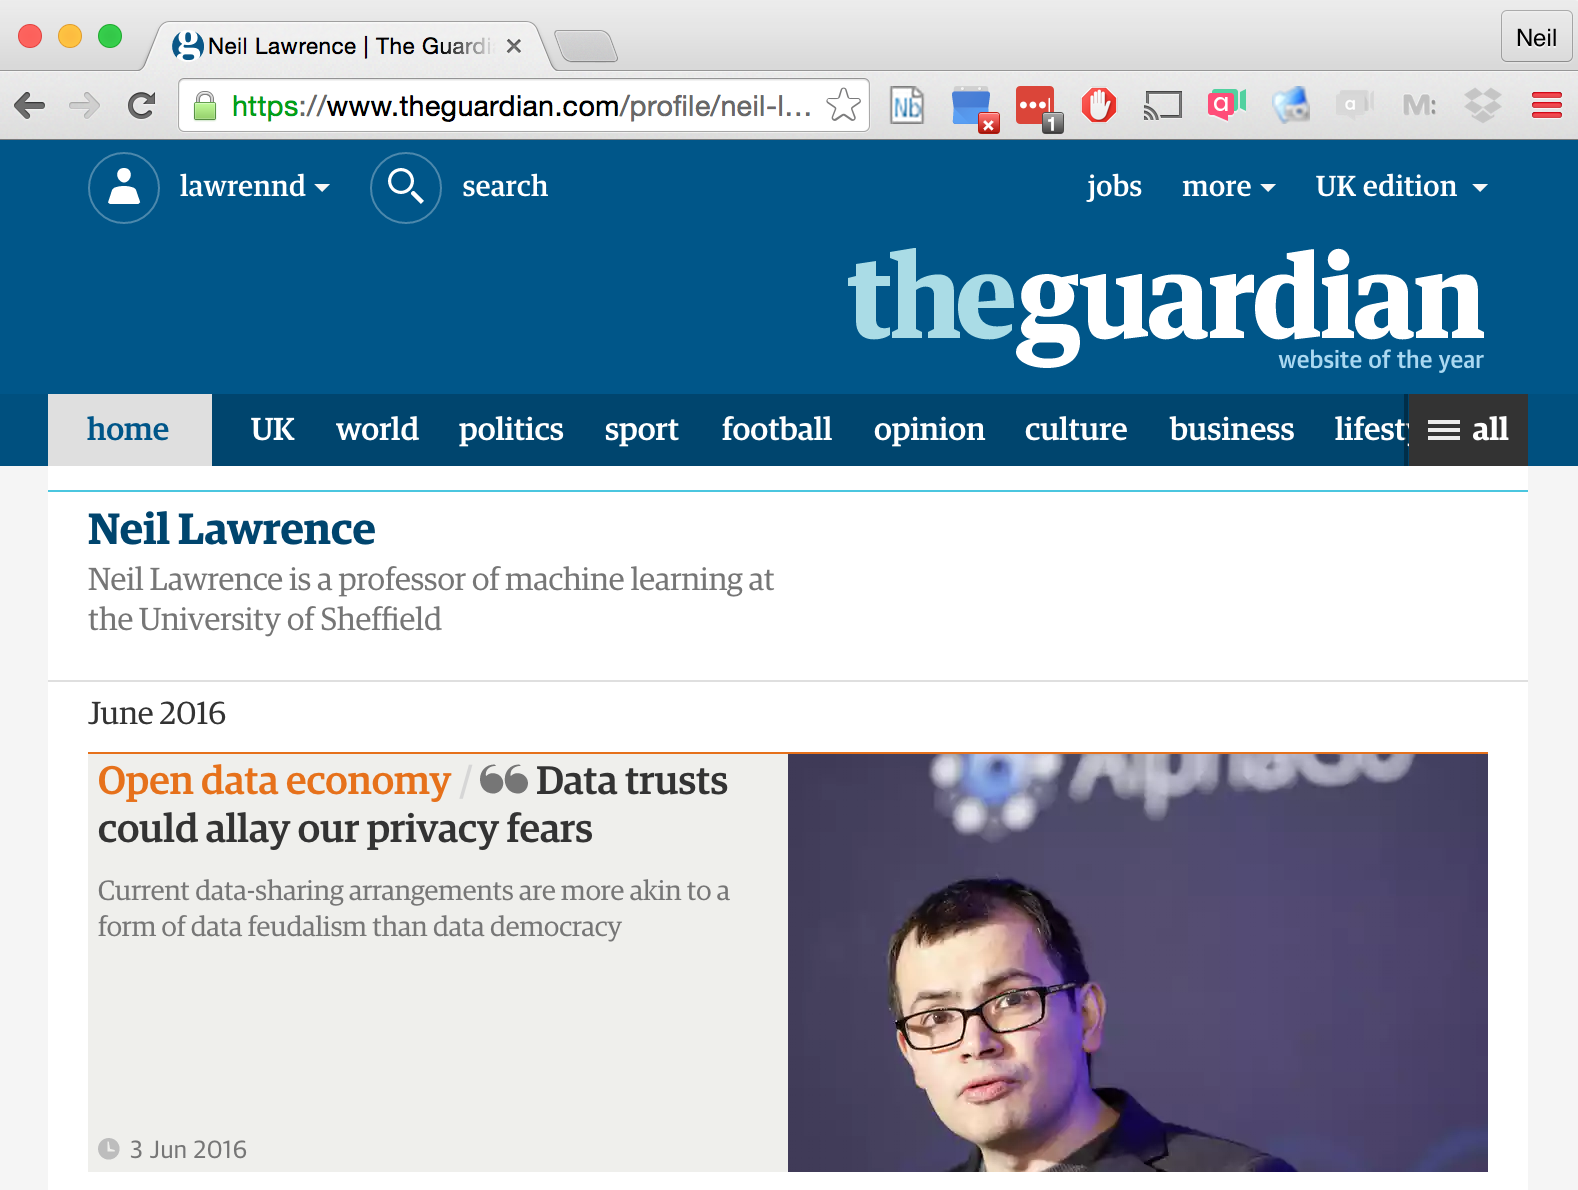 Neil Lawrence | The Guardi
Neil
https://www.theguardian.com/profile/neil-l...
Nb
1
a
a
M:
lawrennd
search
jobs
more
UK edition
theguardian
website of the year
home
UK
world
politics
sport
football
opinion
culture
business
lifesty
all
Neil Lawrence
Neil Lawrence is a professor of machine learning at
the University of Sheffield
June 2016
Open data economy / ❝ Data trusts
could allay our privacy fears
Current data-sharing arrangements are more akin to a
form of data feudalism than data democracy
3 Jun 2016
AlphaGo